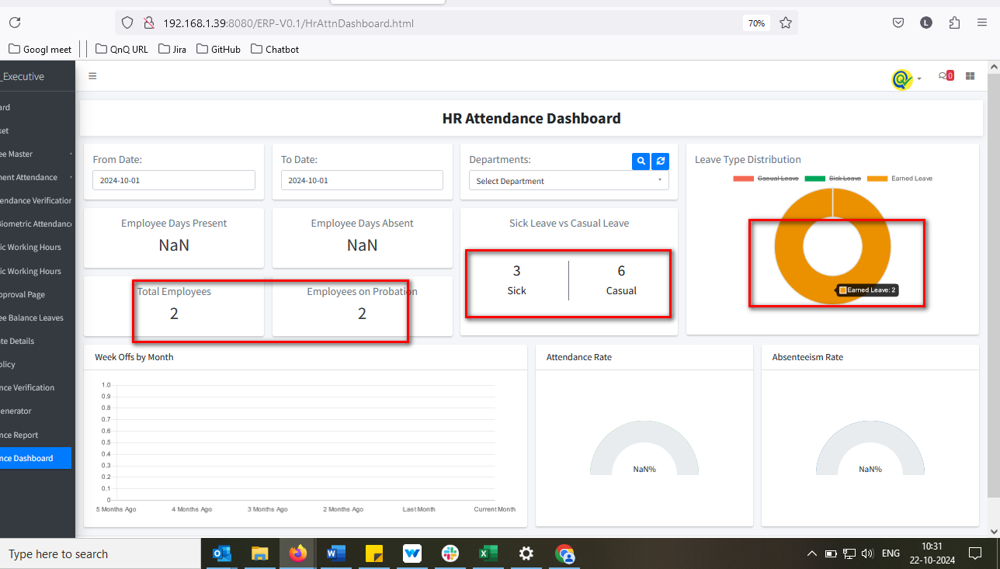 192.168.1.39:8080/ERP-V0.1/HrAttnDashboard.html
70%
L
Googl meet
QnQ URL
Jira
GitHub
Chatbot
_Executive
0
ard
HR Attendance Dashboard
ket
ee Master
nent Attendance
endance Verification
Biometric Attendanc
ic Working Hours
ic Working Hours
pproval Page
ee Balance Leaves
te Details
olicy
nce Verification
enerator
nce Report
nce Dashboard
From Date:
2024-10-01
To Date:
2024-10-01
Departments:
Select Department
Leave Type Distribution
Casual Leave
Sick Leave
Earned Leave
Earned Leave: 2
Employee Days Present
NaN
Employee Days Absent
NaN
Sick Leave vs Casual Leave
3
Sick
6
Casual
Total Employees
2
Employees on Probation
2
Week Offs by Month
1.0
0.9
0.8
0.7
0.6
0.5
0.4
0.3
0.2
0.1
0
5 Months Ago
4 Months Ago
3 Months Ago
2 Months Ago
Last Month
Current Month
Attendance Rate
NaN%
Absenteeism Rate
NaN%
Type here to search
ENG
10:31
22-10-2024